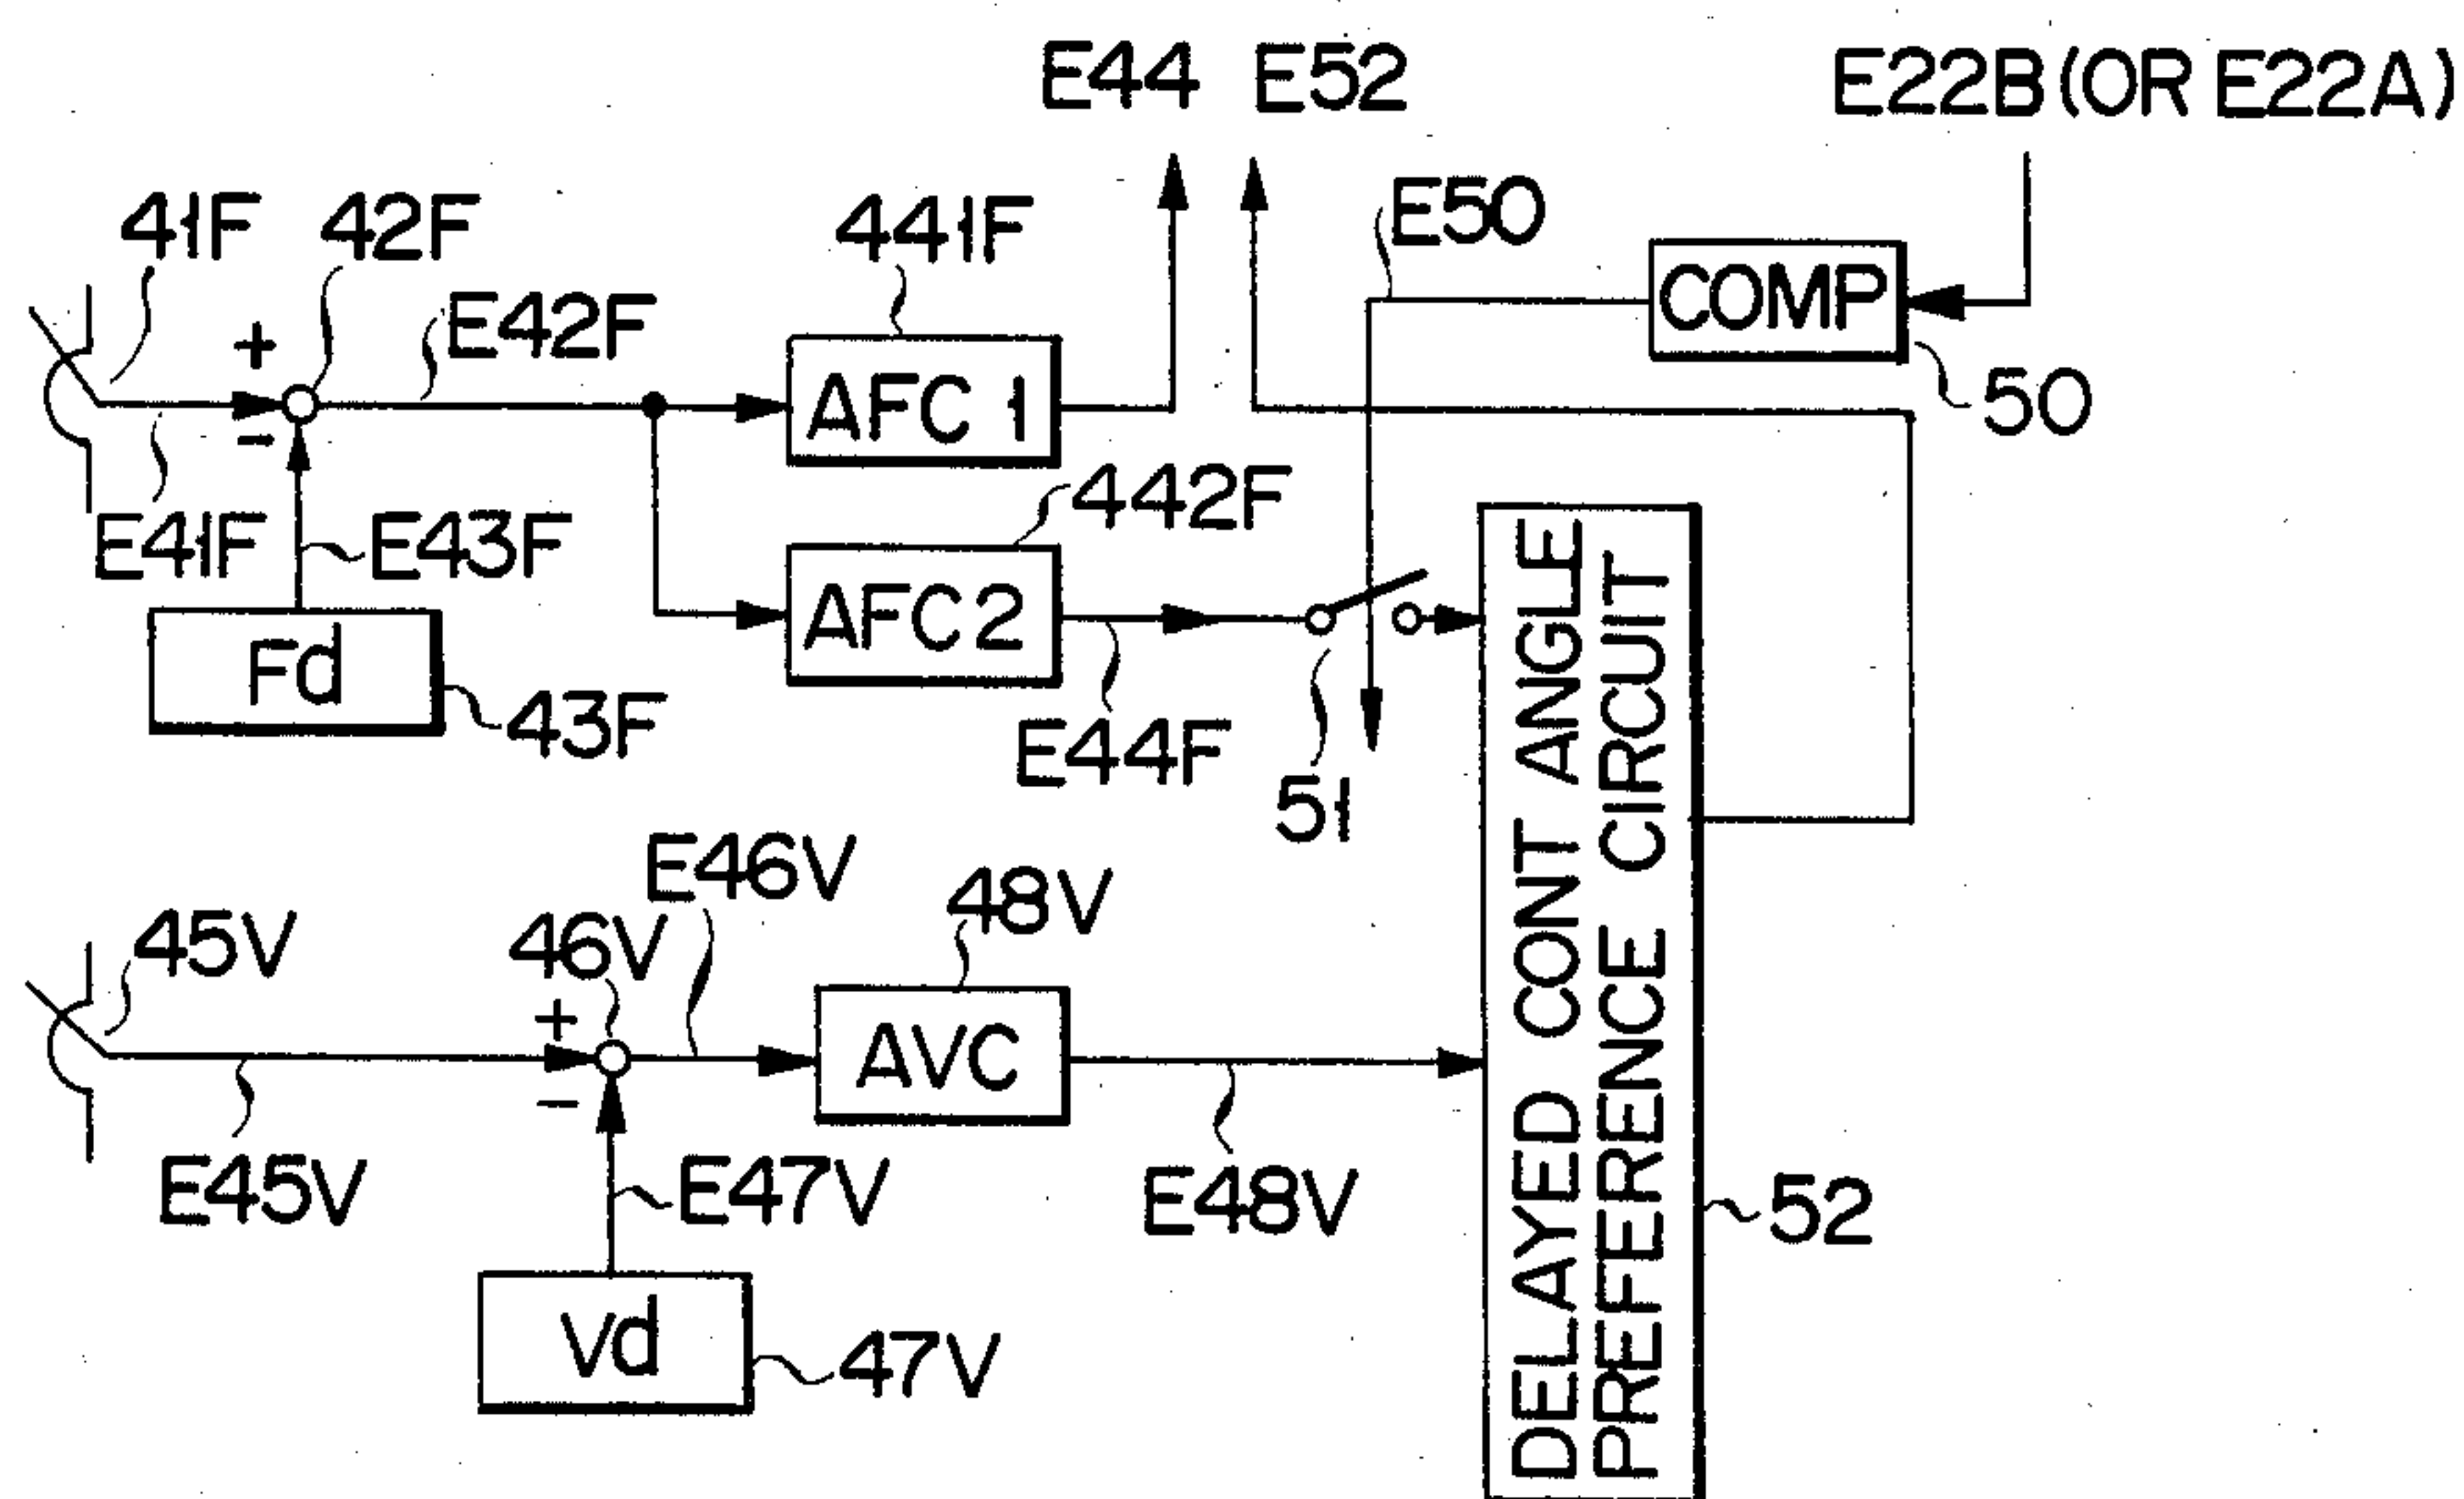 E44 E52 E22B(OR E22A)
41F 42F 441F E50
E42F COMP
+
AFC 1 50
-
442F
E41F E43F
Fd AFC2
43F E44F 51
DELAYED CONT ANGLE
PREFERENCE CIRCUIT
E46V 48V
45V 46V
+
AVC
-
E45V E47V E48V 52
Vd 47V